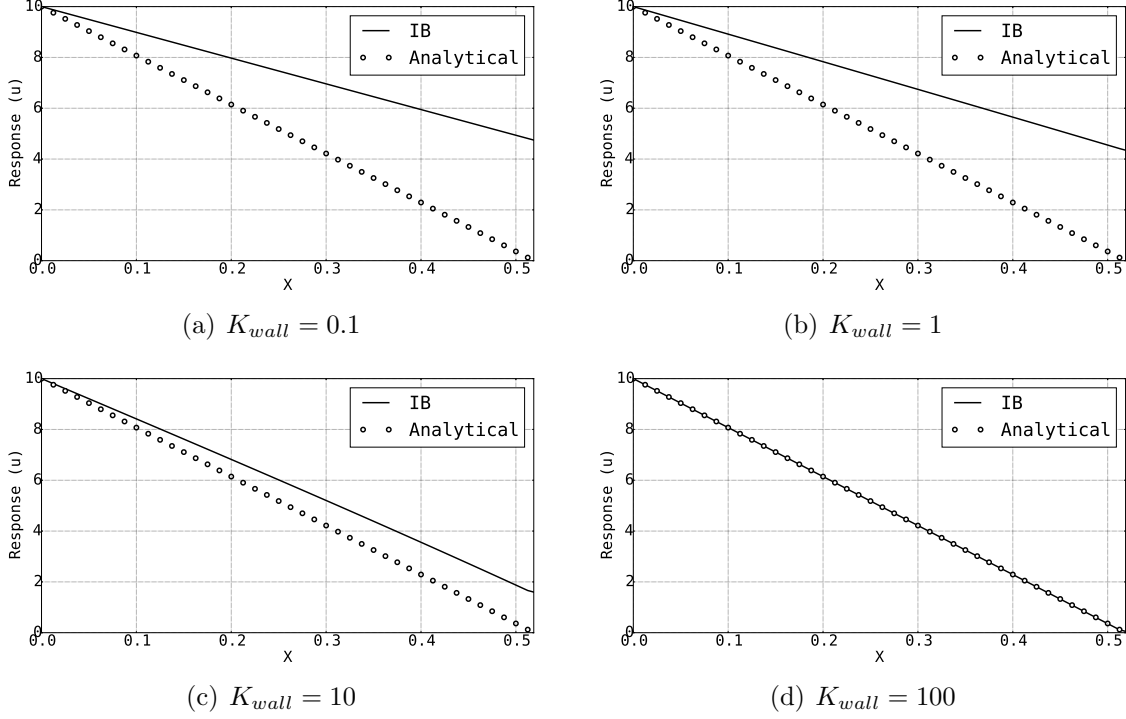 10
8
6
4
2
0
Response (u)
0.0 0.1 0.2 0.3 0.4 0.5
X
IB
Analytical
(a) K_wall = 0.1
10
8
6
4
2
0
Response (u)
0.0 0.1 0.2 0.3 0.4 0.5
X
IB
Analytical
(b) K_wall = 1
10
8
6
4
2
0
Response (u)
0.0 0.1 0.2 0.3 0.4 0.5
X
IB
Analytical
(c) K_wall = 10
10
8
6
4
2
0
Response (u)
0.0 0.1 0.2 0.3 0.4 0.5
X
IB
Analytical
(d) K_wall = 100